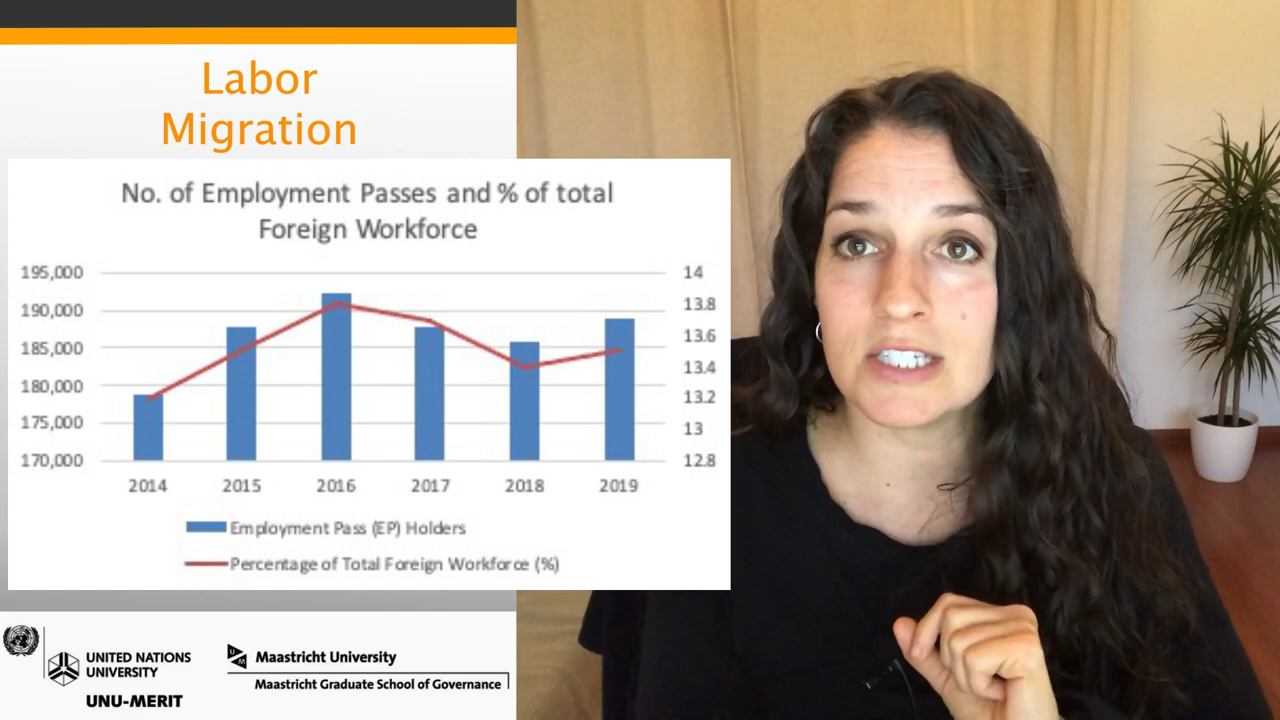 Labor
Migration
No. of Employment Passes and % of total
Foreign Workforce
195,000
190,000
185,000
180,000
175,000
170,000
14
13.8
13.6
13.4
13.2
13
12.8
2014 2015 2016 2017 2018 2019
Employment Pass (EP) Holders
Percentage of Total Foreign Workforce (%)
UNITED NATIONS
UNIVERSITY
UNU-MERIT
UM
Maastricht University
Maastricht Graduate School of Governance